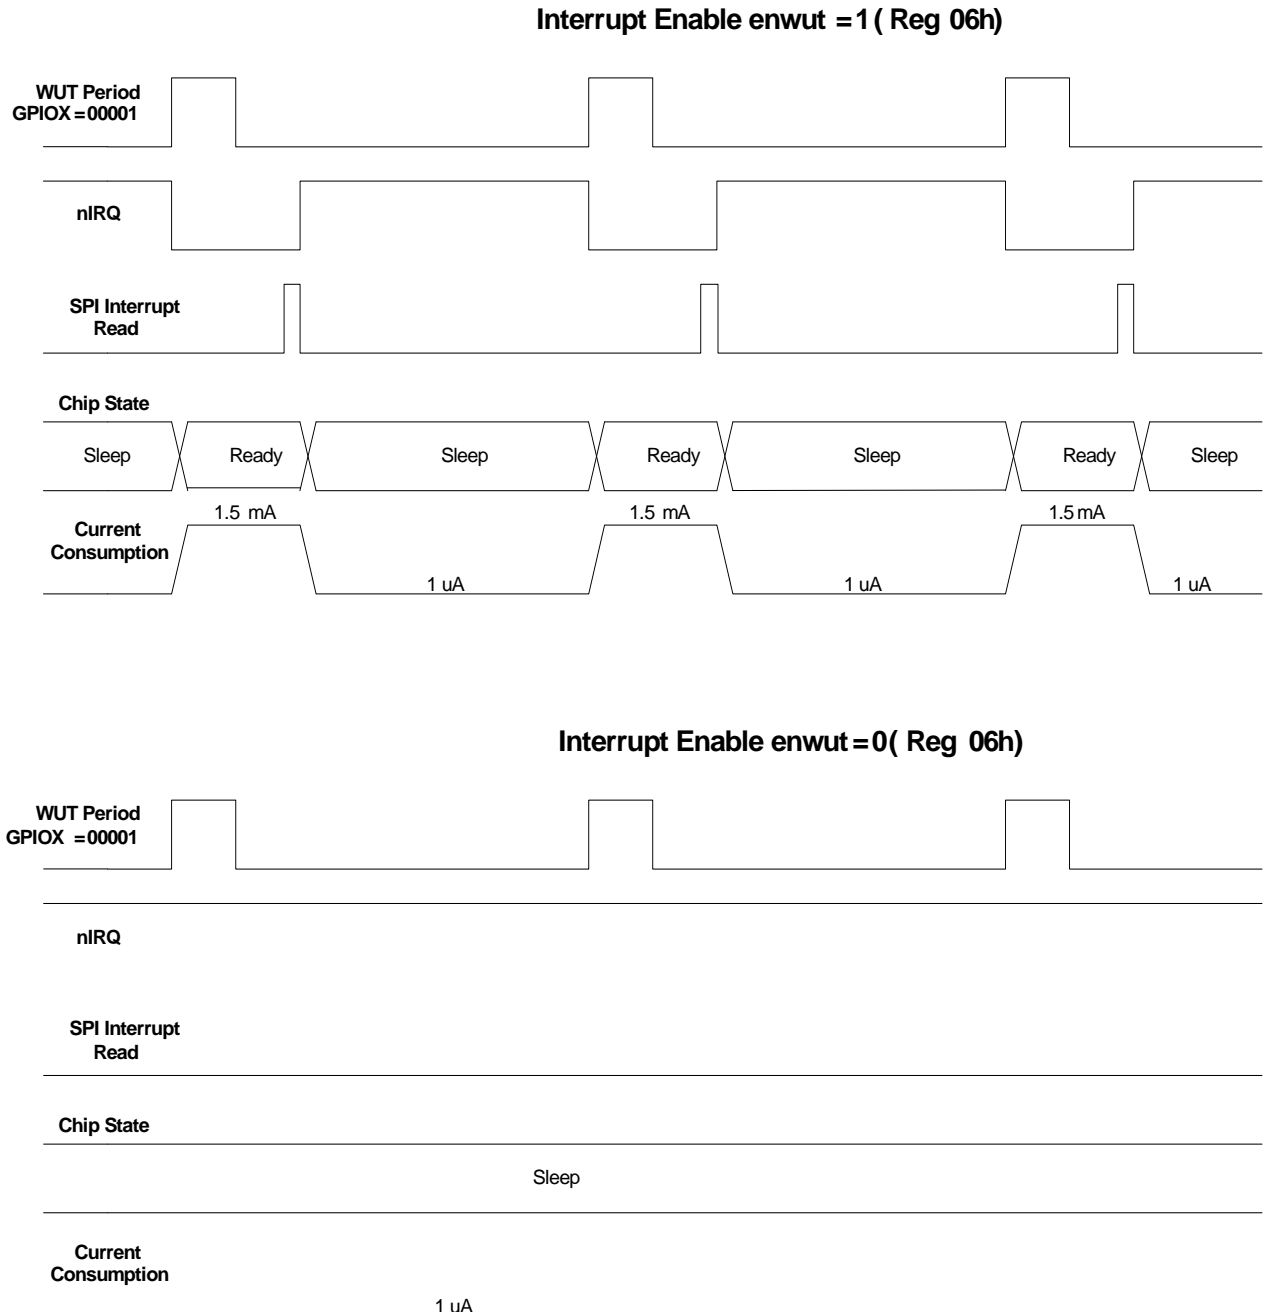 Interrupt Enable enwut =1( Reg 06h)
WUT Period
GPIOX=00001
nIRQ
SPI Interrupt
Read
Chip State
Sleep Ready Sleep Ready Sleep Ready Sleep
1.5 mA 1.5 mA 1.5mA
Current
Consumption
1 uA 1 uA 1 uA
Interrupt Enable enwut=0( Reg 06h)
WUT Period
GPIOX =00001
nIRQ
SPI Interrupt
Read
Chip State
Sleep
Current
Consumption
1 uA